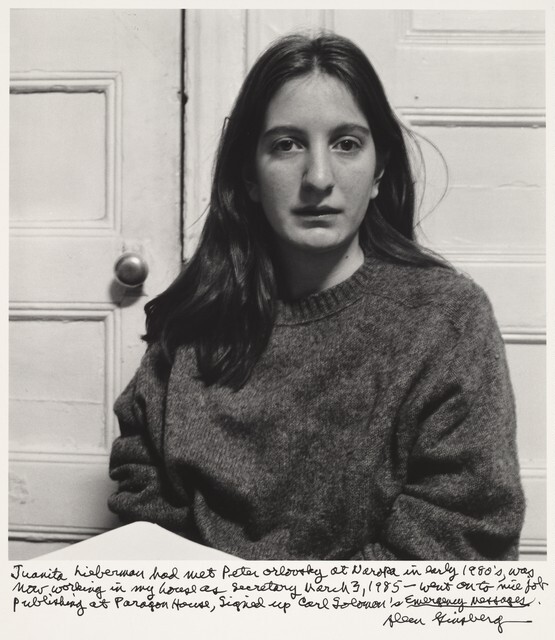 Juanita Lieberman had met Peter Orlovsky at Naropa in early 1980's, was
now working in my house as secretary March 3, 1985 — went on to nice job
publishing at Paragon House, Signed up Carl Solomon's Emergency Messages.
Allen Ginsberg